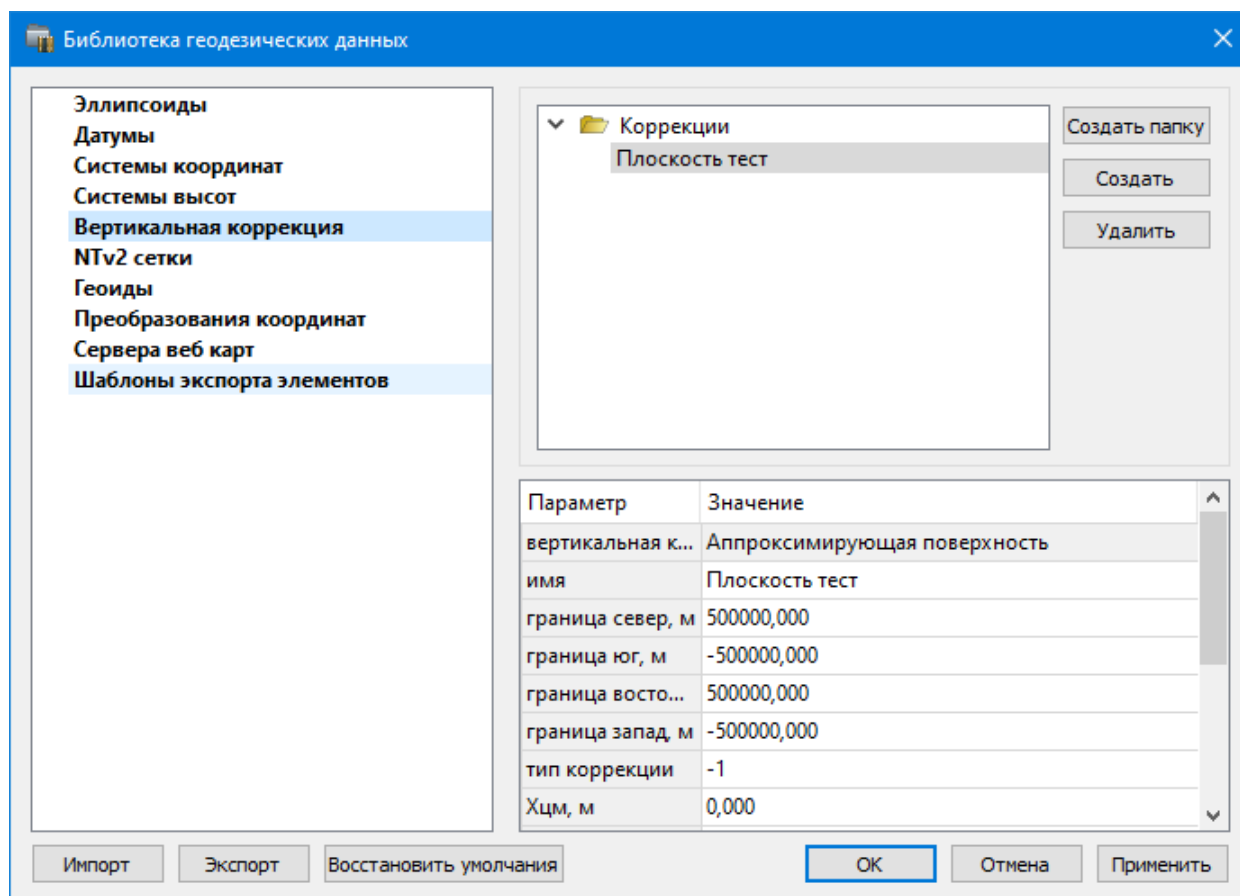 Библиотека геодезических данных
Эллипсоиды
Датумы
Системы координат
Системы высот
Вертикальная коррекция
NTv2 сетки
Геоиды
Преобразования координат
Сервера веб карт
Шаблоны экспорта элементов
Коррекции
Плоскость тест
Создать папку
Создать
Удалить
Параметр Значение
вертикальная к... Аппроксимирующая поверхность
имя Плоскость тест
граница север, м 500000,000
граница юг, м -500000,000
граница восто... 500000,000
граница запад, м -500000,000
тип коррекции -1
Хцм, м 0,000
Импорт Экспорт Восстановить умолчания ОК Отмена Применить